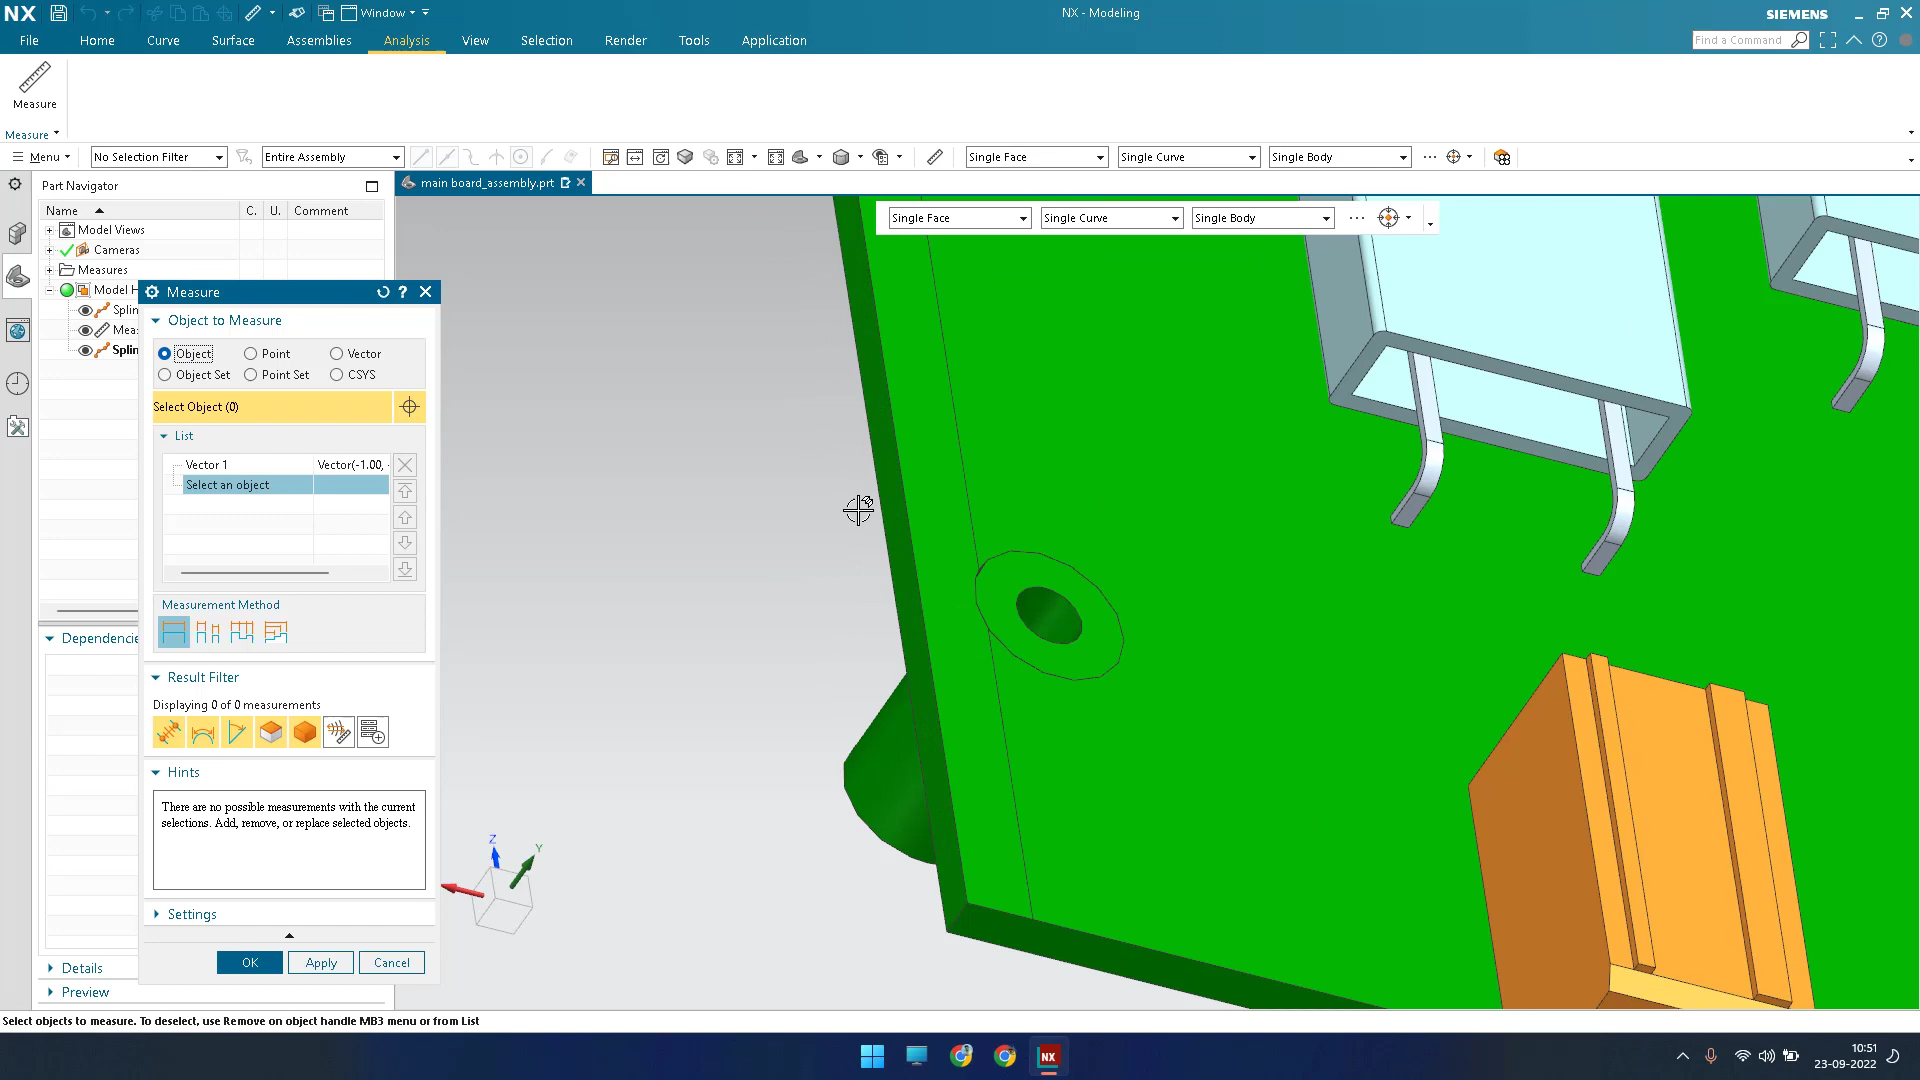 NX
Window
NX - Modeling
SIEMENS
File
Home
Curve
Surface
Assemblies
Analysis
View
Selection
Render
Tools
Application
Find a Command
Measure
Measure
Menu
No Selection Filter
Entire Assembly
Single Face
Single Curve
Single Body
Part Navigator
main board_assembly.prt
Name
C.
U.
Comment
Single Face
Single Curve
Single Body
Model Views
Cameras
Measures
Model H
Splin
Mea
Splin
Measure
Object to Measure
Object
Point
Vector
Object Set
Point Set
CSYS
Select Object (0)
List
Vector 1
Vector(-1.00, -
Select an object
Measurement Method
Dependencie
Result Filter
Displaying 0 of 0 measurements
Hints
There are no possible measurements with the current
selections. Add, remove, or replace selected objects.
Z
Y
Settings
OK
Apply
Cancel
Details
Preview
Select objects to measure. To deselect, use Remove on object handle MB3 menu or from List
NX
10:51
23-09-2022